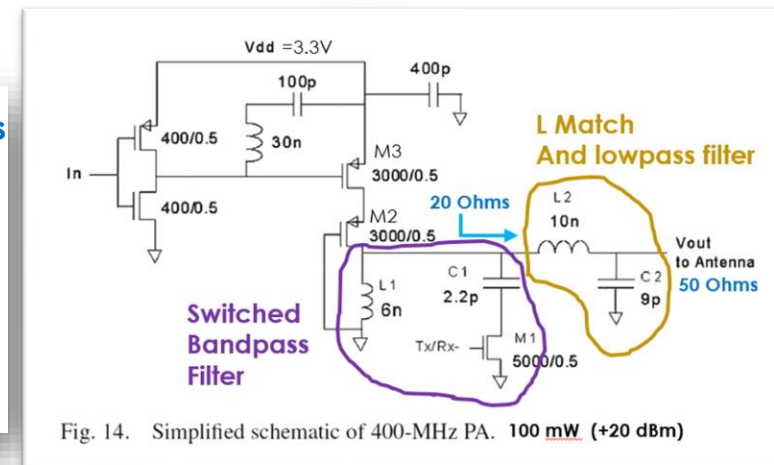 s
Vdd =3.3V
100p
400p
400/0.5
30n
In
400/0.5
M3
3000/0.5
M2
3000/0.5
20 Ohms
L Match
And lowpass filter
L2
10n
Vout
to Antenna
50 Ohms
C2
9p
L1
6n
C1
2.2p
Tx/Rx-
M1
5000/0.5
Switched
Bandpass
Filter
Fig. 14. Simplified schematic of 400-MHz PA. 100 mW (+20 dBm)